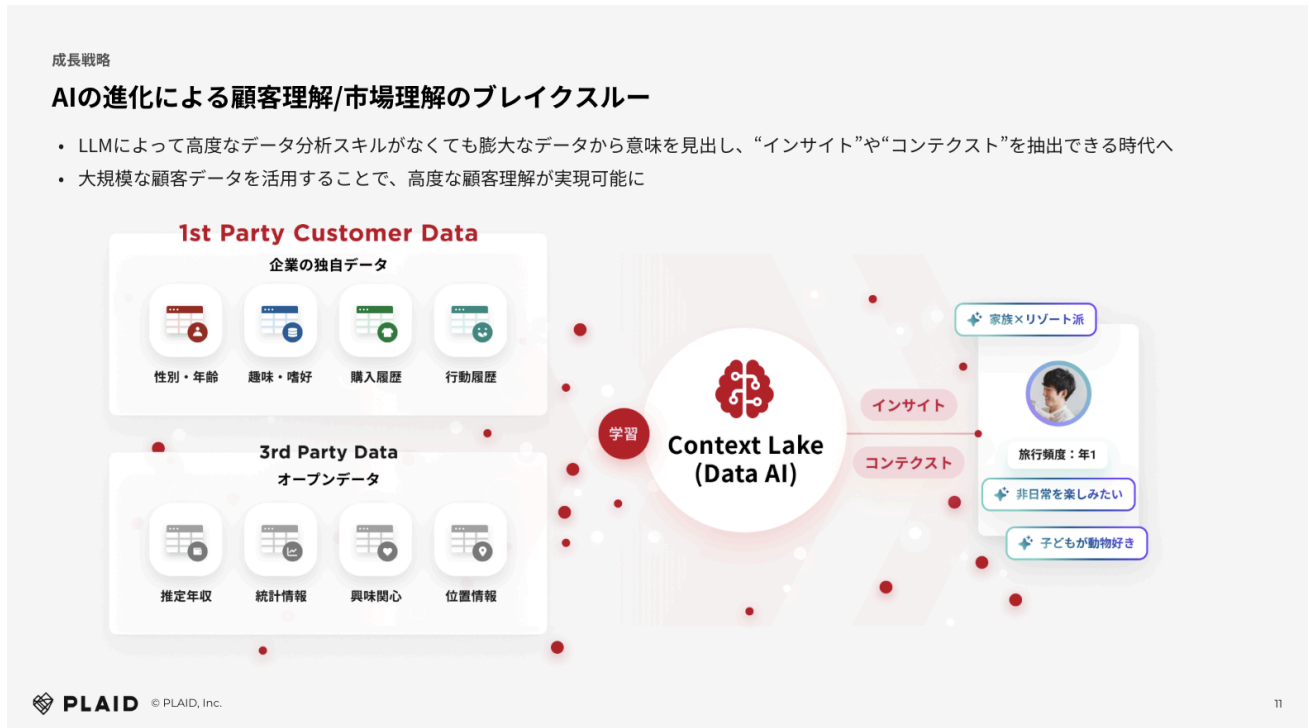 成長戦略
AIの進化による顧客理解/市場理解のブレイクスルー
• LLMによって高度なデータ分析スキルがなくても膨大なデータから意味を見出し、“インサイト”や“コンテクスト”を抽出できる時代へ
• 大規模な顧客データを活用することで、高度な顧客理解が実現可能に
1st Party Customer Data
企業の独自データ
性別・年齢
趣味・嗜好
購入履歴
行動履歴
3rd Party Data
オープンデータ
推定年収
統計情報
興味関心
位置情報
学習
Context Lake
(Data AI)
インサイト
コンテクスト
家族×リゾート派
旅行頻度：年1
非日常を楽しみたい
子どもが動物好き
PLAID
© PLAID, Inc.
11